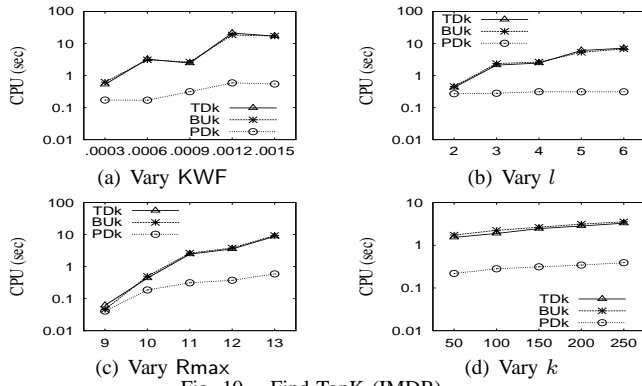 100
10
1
0.1
0.01
CPU (sec)
TDk
BUk
PDk
.0003 .0006 .0009 .0012 .0015
(a) Vary KWF
100
10
1
0.1
0.01
CPU (sec)
TDk
BUk
PDk
2 3 4 5 6
(b) Vary l
100
10
1
0.1
0.01
CPU (sec)
TDk
BUk
PDk
9 10 11 12 13
(c) Vary Rmax
10
1
0.1
0.01
CPU (sec)
TDk
BUk
PDk
50 100 150 200 250
(d) Vary k
Fig. 10. Find TopK (IMDB)